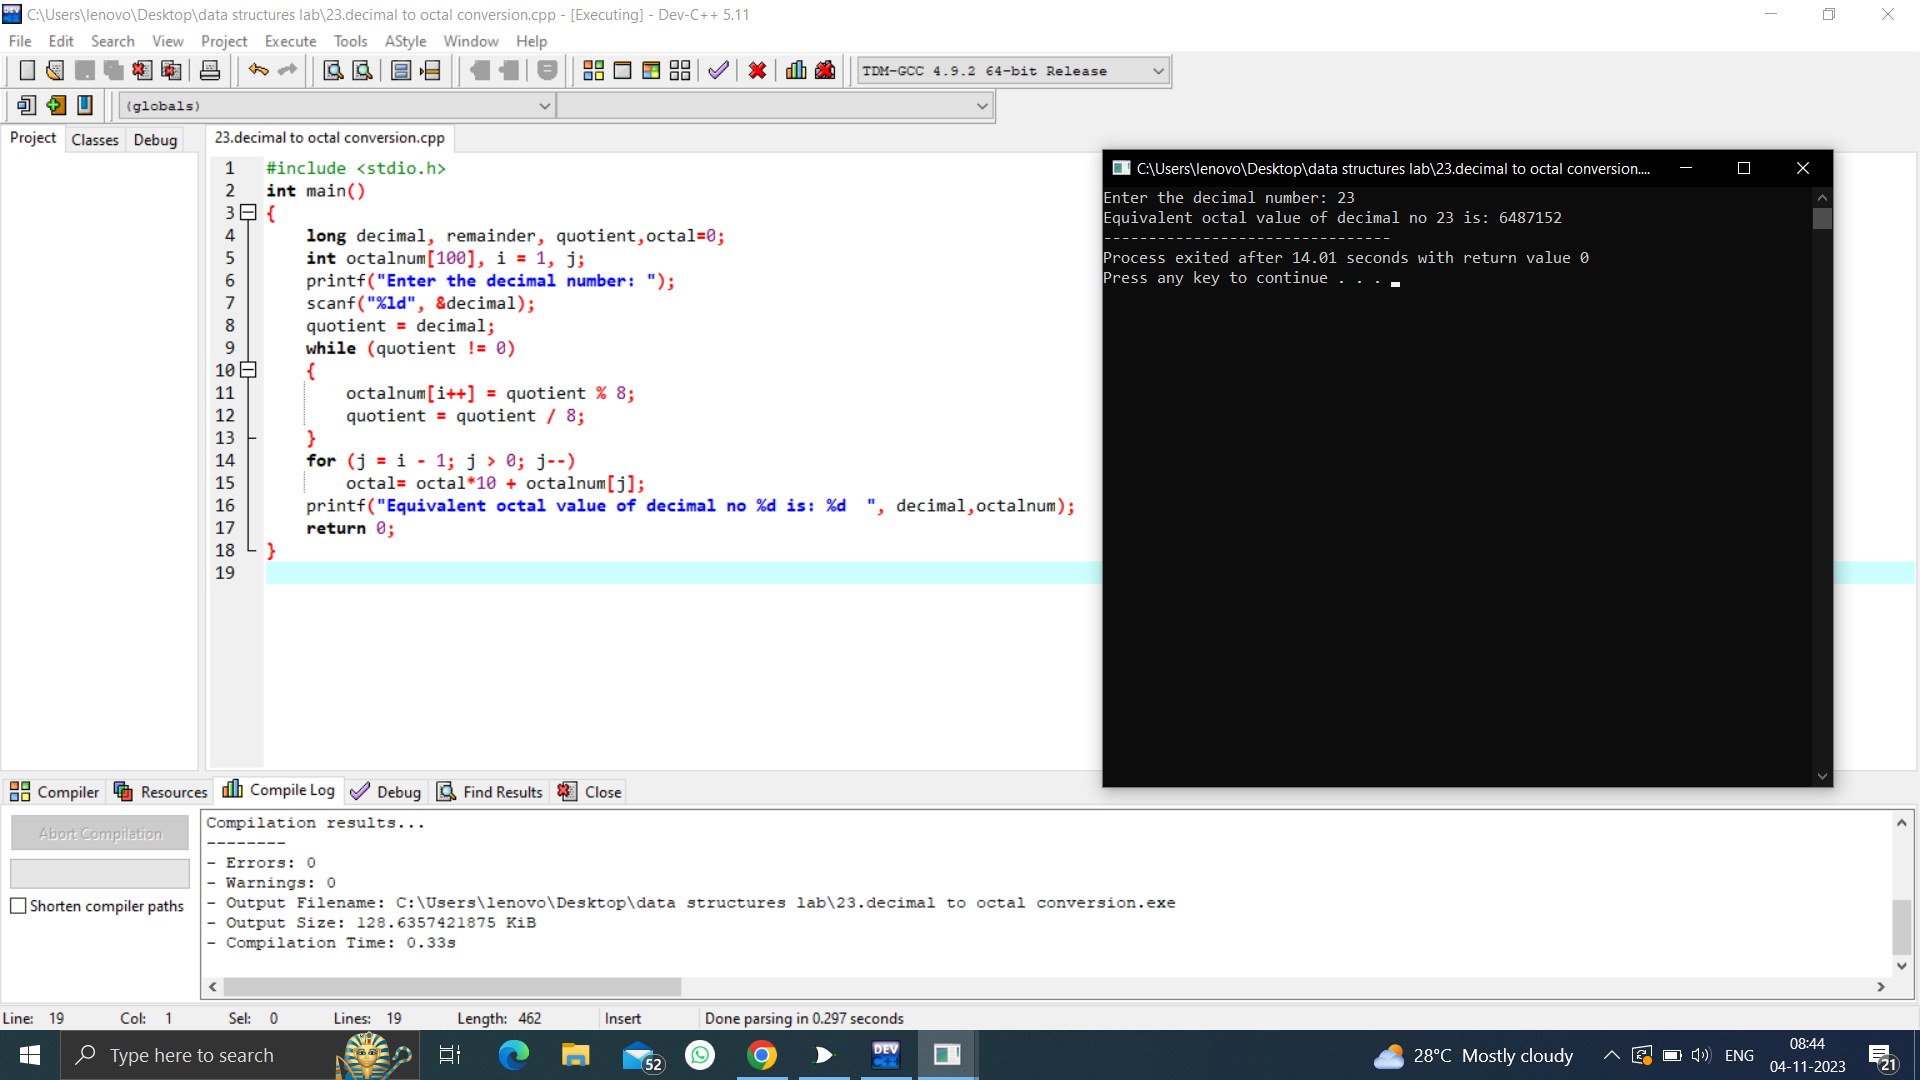 C:\Users\lenovo\Desktop\data structures lab\23.decimal to octal conversion.cpp - [Executing] - Dev-C++ 5.11
File Edit Search View Project Execute Tools AStyle Window Help
TDM-GCC 4.9.2 64-bit Release
(globals)
Project Classes Debug
23.decimal to octal conversion.cpp
1 #include <stdio.h>
2 int main()
3 {
4 long decimal, remainder, quotient,octal=0;
5 int octalnum[100], i = 1, j;
6 printf("Enter the decimal number: ");
7 scanf("%ld", &decimal);
8 quotient = decimal;
9 while (quotient != 0)
10 {
11 octalnum[i++] = quotient % 8;
12 quotient = quotient / 8;
13 }
14 for (j = i - 1; j > 0; j--)
15 octal= octal*10 + octalnum[j];
16 printf("Equivalent octal value of decimal no %d is: %d  ", decimal,octalnum);
17 return 0;
18 }
19
C:\Users\lenovo\Desktop\data structures lab\23.decimal to octal conversion....
Enter the decimal number: 23
Equivalent octal value of decimal no 23 is: 6487152
--------------------------------
Process exited after 14.01 seconds with return value 0
Press any key to continue . . .
Compiler Resources Compile Log Debug Find Results Close
Abort Compilation
Shorten compiler paths
Compilation results...
--------
- Errors: 0
- Warnings: 0
- Output Filename: C:\Users\lenovo\Desktop\data structures lab\23.decimal to octal conversion.exe
- Output Size: 128.6357421875 KiB
- Compilation Time: 0.33s
Line: 19 Col: 1 Sel: 0 Lines: 19 Length: 462 Insert Done parsing in 0.297 seconds
Type here to search
52
DEV
28°C Mostly cloudy
ENG
08:44
04-11-2023
21